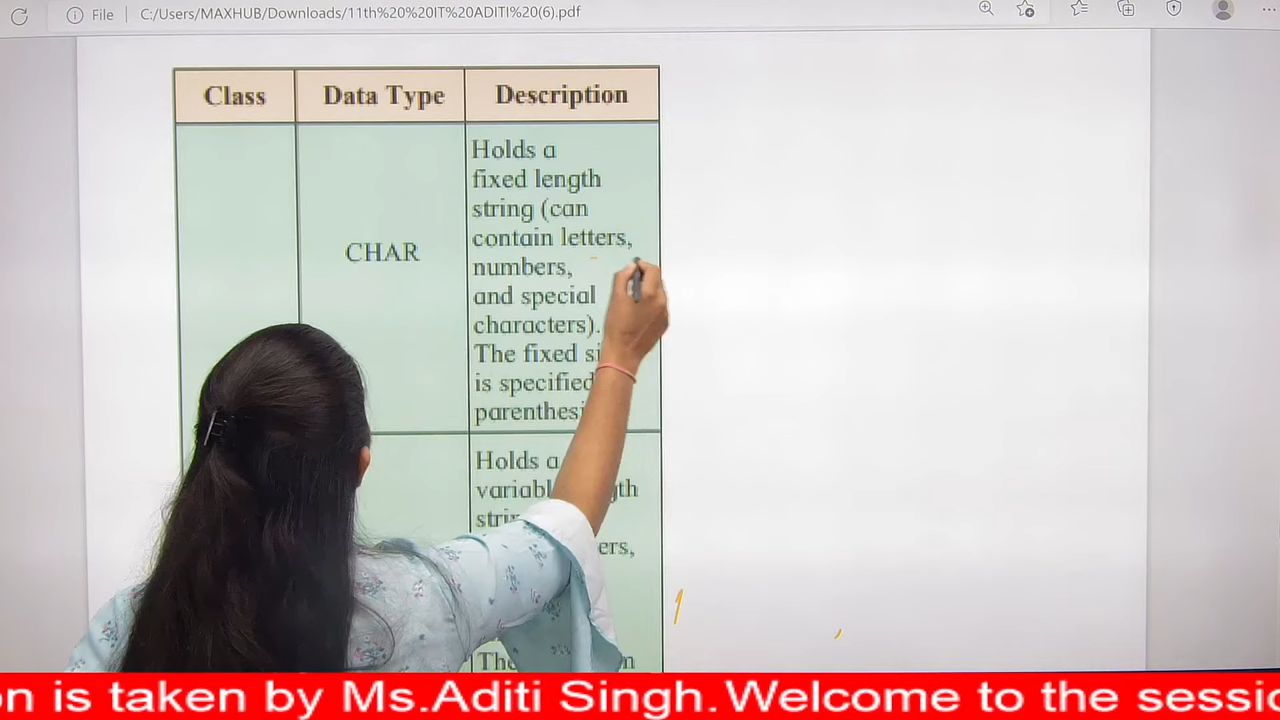 File
C:/Users/MAXHUB/Downloads/11th%20%20IT%20ADITI%20(6).pdf
Class
Data Type
Description
CHAR
Holds a
fixed length
string (can
contain letters,
numbers,
and special
characters).
The fixed
is specified
Holds a
on is taken by Ms.Aditi Singh.Welcome to the sessio